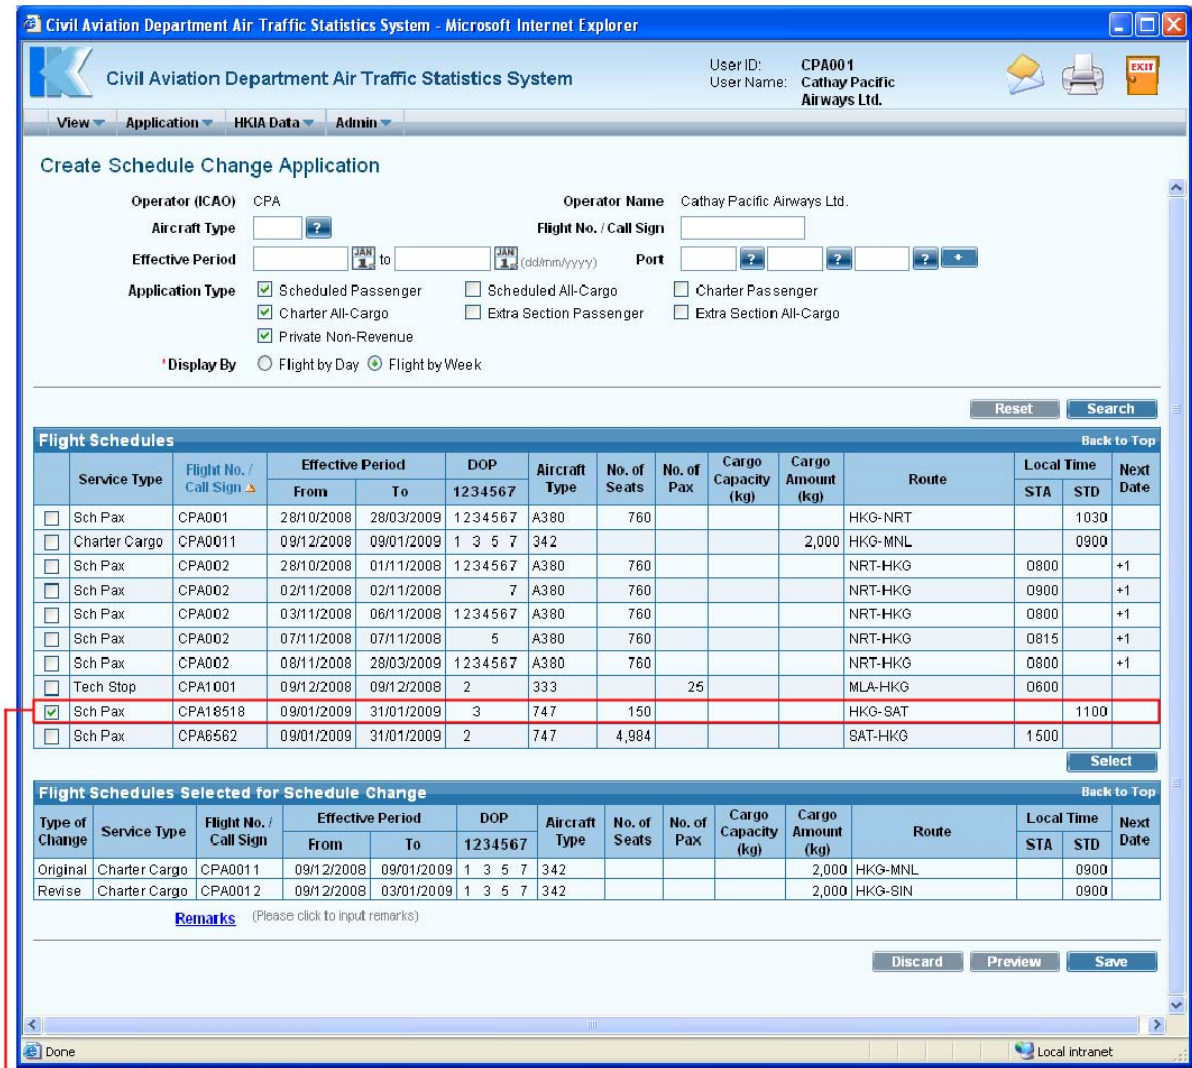 Civil Aviation Department Air Traffic Statistics System - Microsoft Internet Explorer
Civil Aviation Department Air Traffic Statistics System
User ID: CPA001
User Name: Cathay Pacific Airways Ltd.
EXIT
View Application HKIA Data Admin
Create Schedule Change Application
Operator (ICAO) CPA Operator Name Cathay Pacific Airways Ltd.
Aircraft Type ? Flight No. / Call Sign
Effective Period JAN 1 to JAN 1 (dd/mm/yyyy) Port ? ? ? +
Application Type Scheduled Passenger Scheduled All-Cargo Charter Passenger
Charter All-Cargo Extra Section Passenger Extra Section All-Cargo
Private Non-Revenue
*Display By Flight by Day Flight by Week
Reset Search
Flight Schedules Back to Top
Service Type Flight No. / Call Sign Effective Period From To DOP 1234567 Aircraft Type No. of Seats No. of Pax Cargo Capacity (kg) Cargo Amount (kg) Route Local Time STA STD Next Date
Sch Pax CPA001 28/10/2008 28/03/2009 1234567 A380 760 HKG-NRT 1030
Charter Cargo CPA0011 09/12/2008 09/01/2009 1 3 5 7 342 2,000 HKG-MNL 0900
Sch Pax CPA002 28/10/2008 01/11/2008 1234567 A380 760 NRT-HKG 0800 +1
Sch Pax CPA002 02/11/2008 02/11/2008 7 A380 760 NRT-HKG 0900 +1
Sch Pax CPA002 03/11/2008 06/11/2008 1234567 A380 760 NRT-HKG 0800 +1
Sch Pax CPA002 07/11/2008 07/11/2008 5 A380 760 NRT-HKG 0815 +1
Sch Pax CPA002 08/11/2008 28/03/2009 1234567 A380 760 NRT-HKG 0800 +1
Tech Stop CPA1001 09/12/2008 09/12/2008 2 333 25 MLA-HKG 0600
Sch Pax CPA18518 09/01/2009 31/01/2009 3 747 150 HKG-SAT 1100
Sch Pax CPA6562 09/01/2009 31/01/2009 2 747 4,984 SAT-HKG 1500
Select
Flight Schedules Selected for Schedule Change Back to Top
Type of Change Service Type Flight No. / Call Sign Effective Period From To DOP 1234567 Aircraft Type No. of Seats No. of Pax Cargo Capacity (kg) Cargo Amount (kg) Route Local Time STA STD Next Date
Original Charter Cargo CPA0011 09/12/2008 09/01/2009 1 3 5 7 342 2,000 HKG-MNL 0900
Revise Charter Cargo CPA0012 09/12/2008 03/01/2009 1 3 5 7 342 2,000 HKG-SIN 0900
Remarks (Please click to input remarks)
Discard Preview Save
Done Local intranet